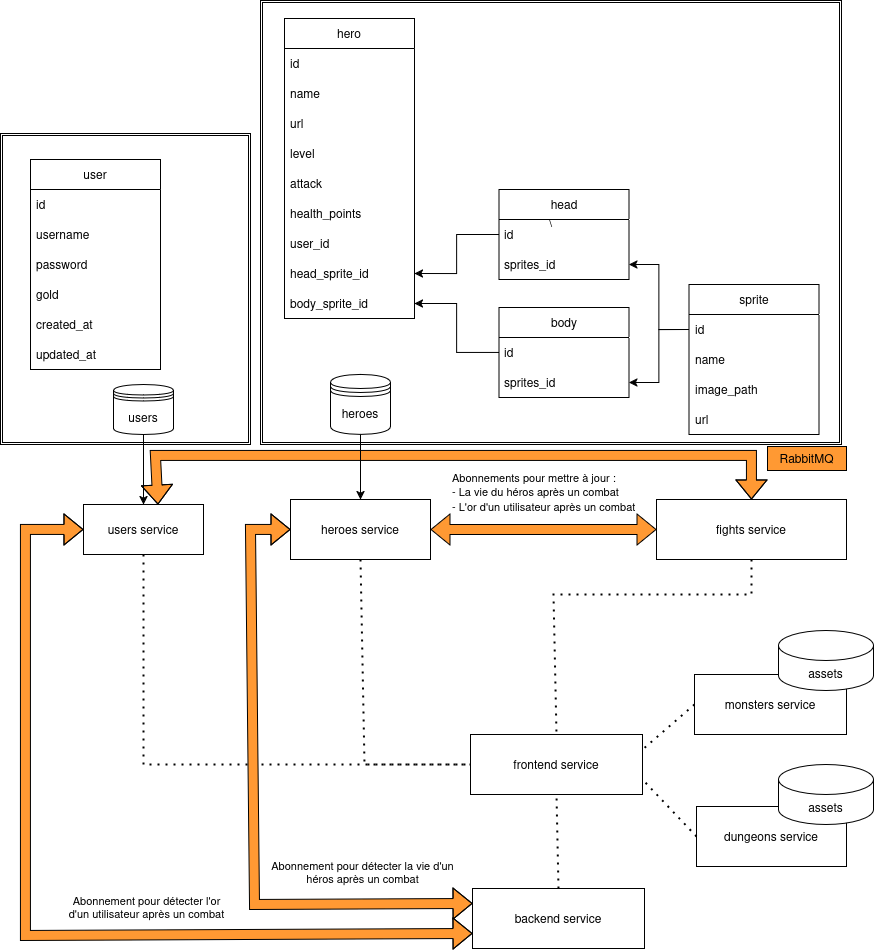 hero
id
name
url
level
attack
health_points
user_id
head_sprite_id
body_sprite_id
user
id
username
password
gold
created_at
updated_at
head
\
id
sprites_id
body
id
sprites_id
sprite
id
name
image_path
url
users
heroes
RabbitMQ
Abonnements pour mettre à jour :
- La vie du héros après un combat
- L'or d'un utilisateur après un combat
users service
heroes service
fights service
assets
monsters service
frontend service
assets
dungeons service
Abonnement pour détecter la vie d'un
héros après un combat
Abonnement pour détecter l'or
d'un utilisateur après un combat
backend service